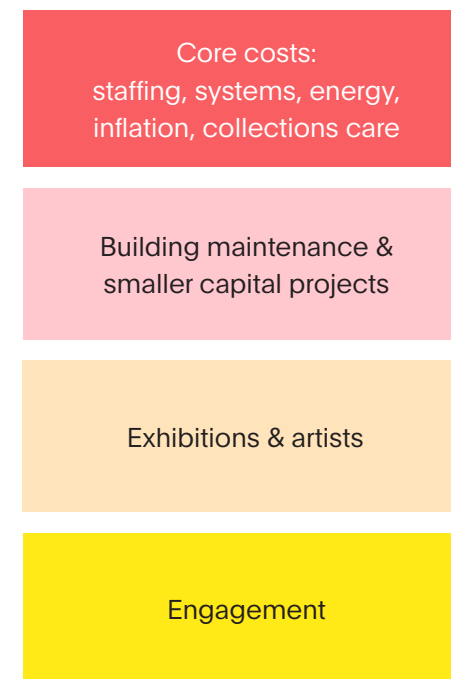 Core costs:
staffing, systems, energy,
inflation, collections care
Building maintenance &
smaller capital projects
Exhibitions & artists
Engagement